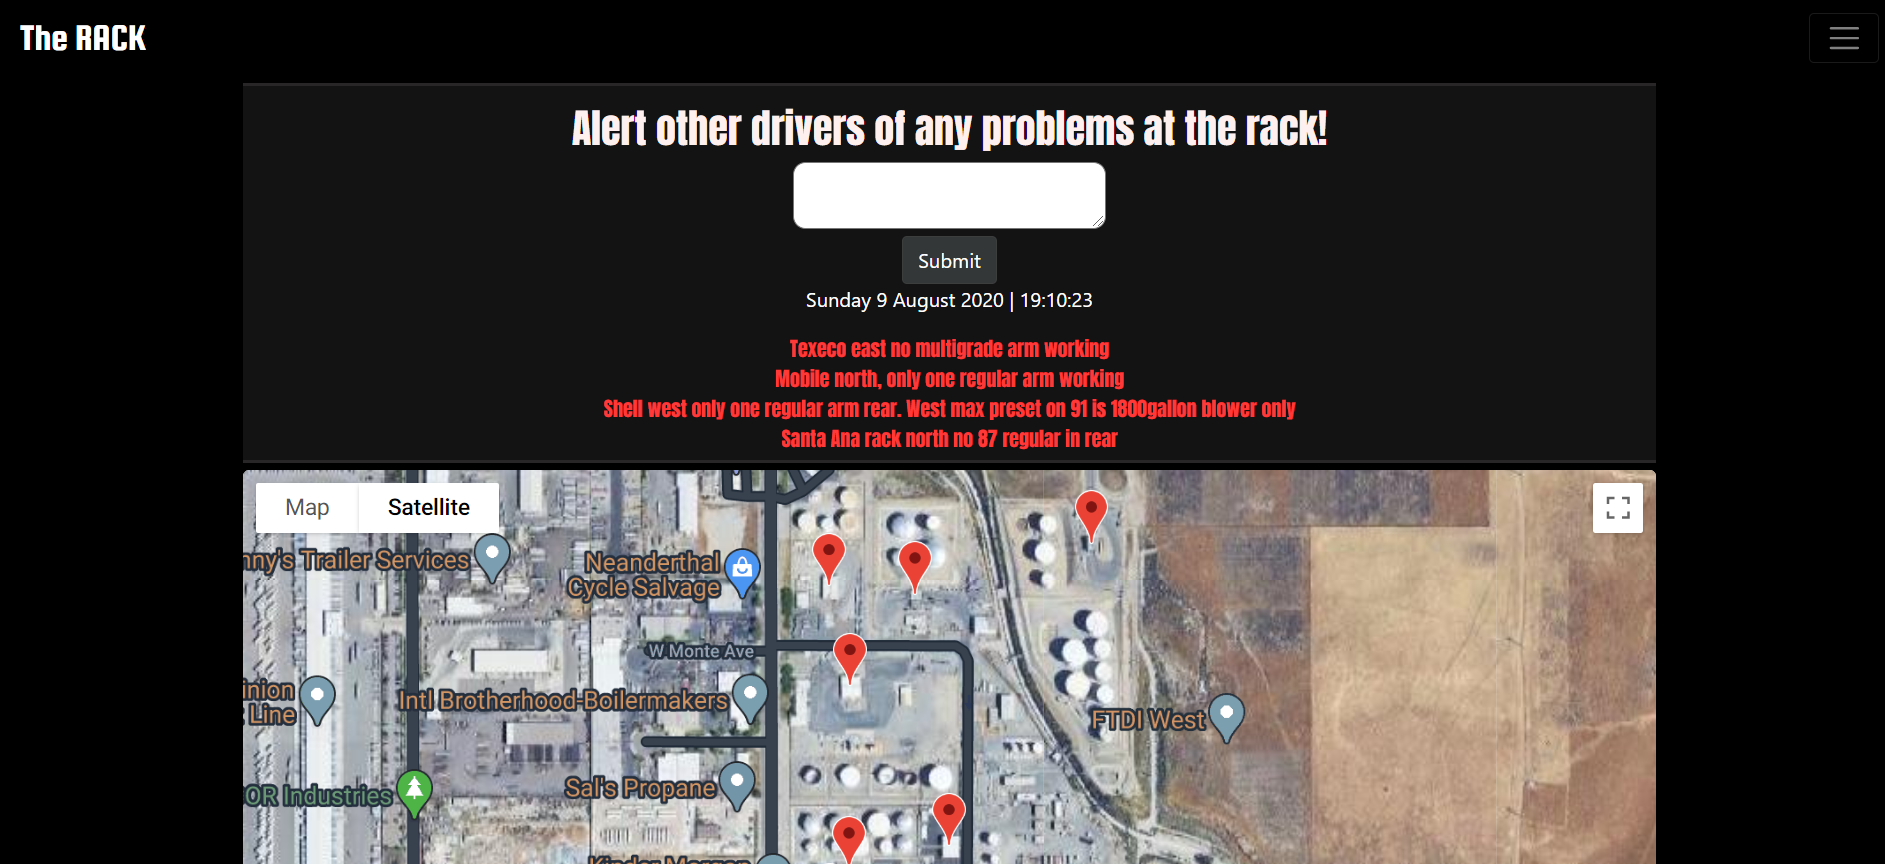 The RACK
Alert other drivers of any problems at the rack!
Submit
Sunday 9 August 2020 | 19:10:23
Texeco east no multigrade arm working
Mobile north, only one regular arm working
Shell west only one regular arm rear. West max preset on 91 is 1800gallon blower only
Santa Ana rack north no 87 regular in rear
Map
Satellite
nny's Trailer Services
Neanderthal
Cycle Salvage
W Monte Ave
inion
Line
Intl Brotherhood-Boilermakers
FTDI West
Sal's Propane
OR Industries
Kinder Morgan